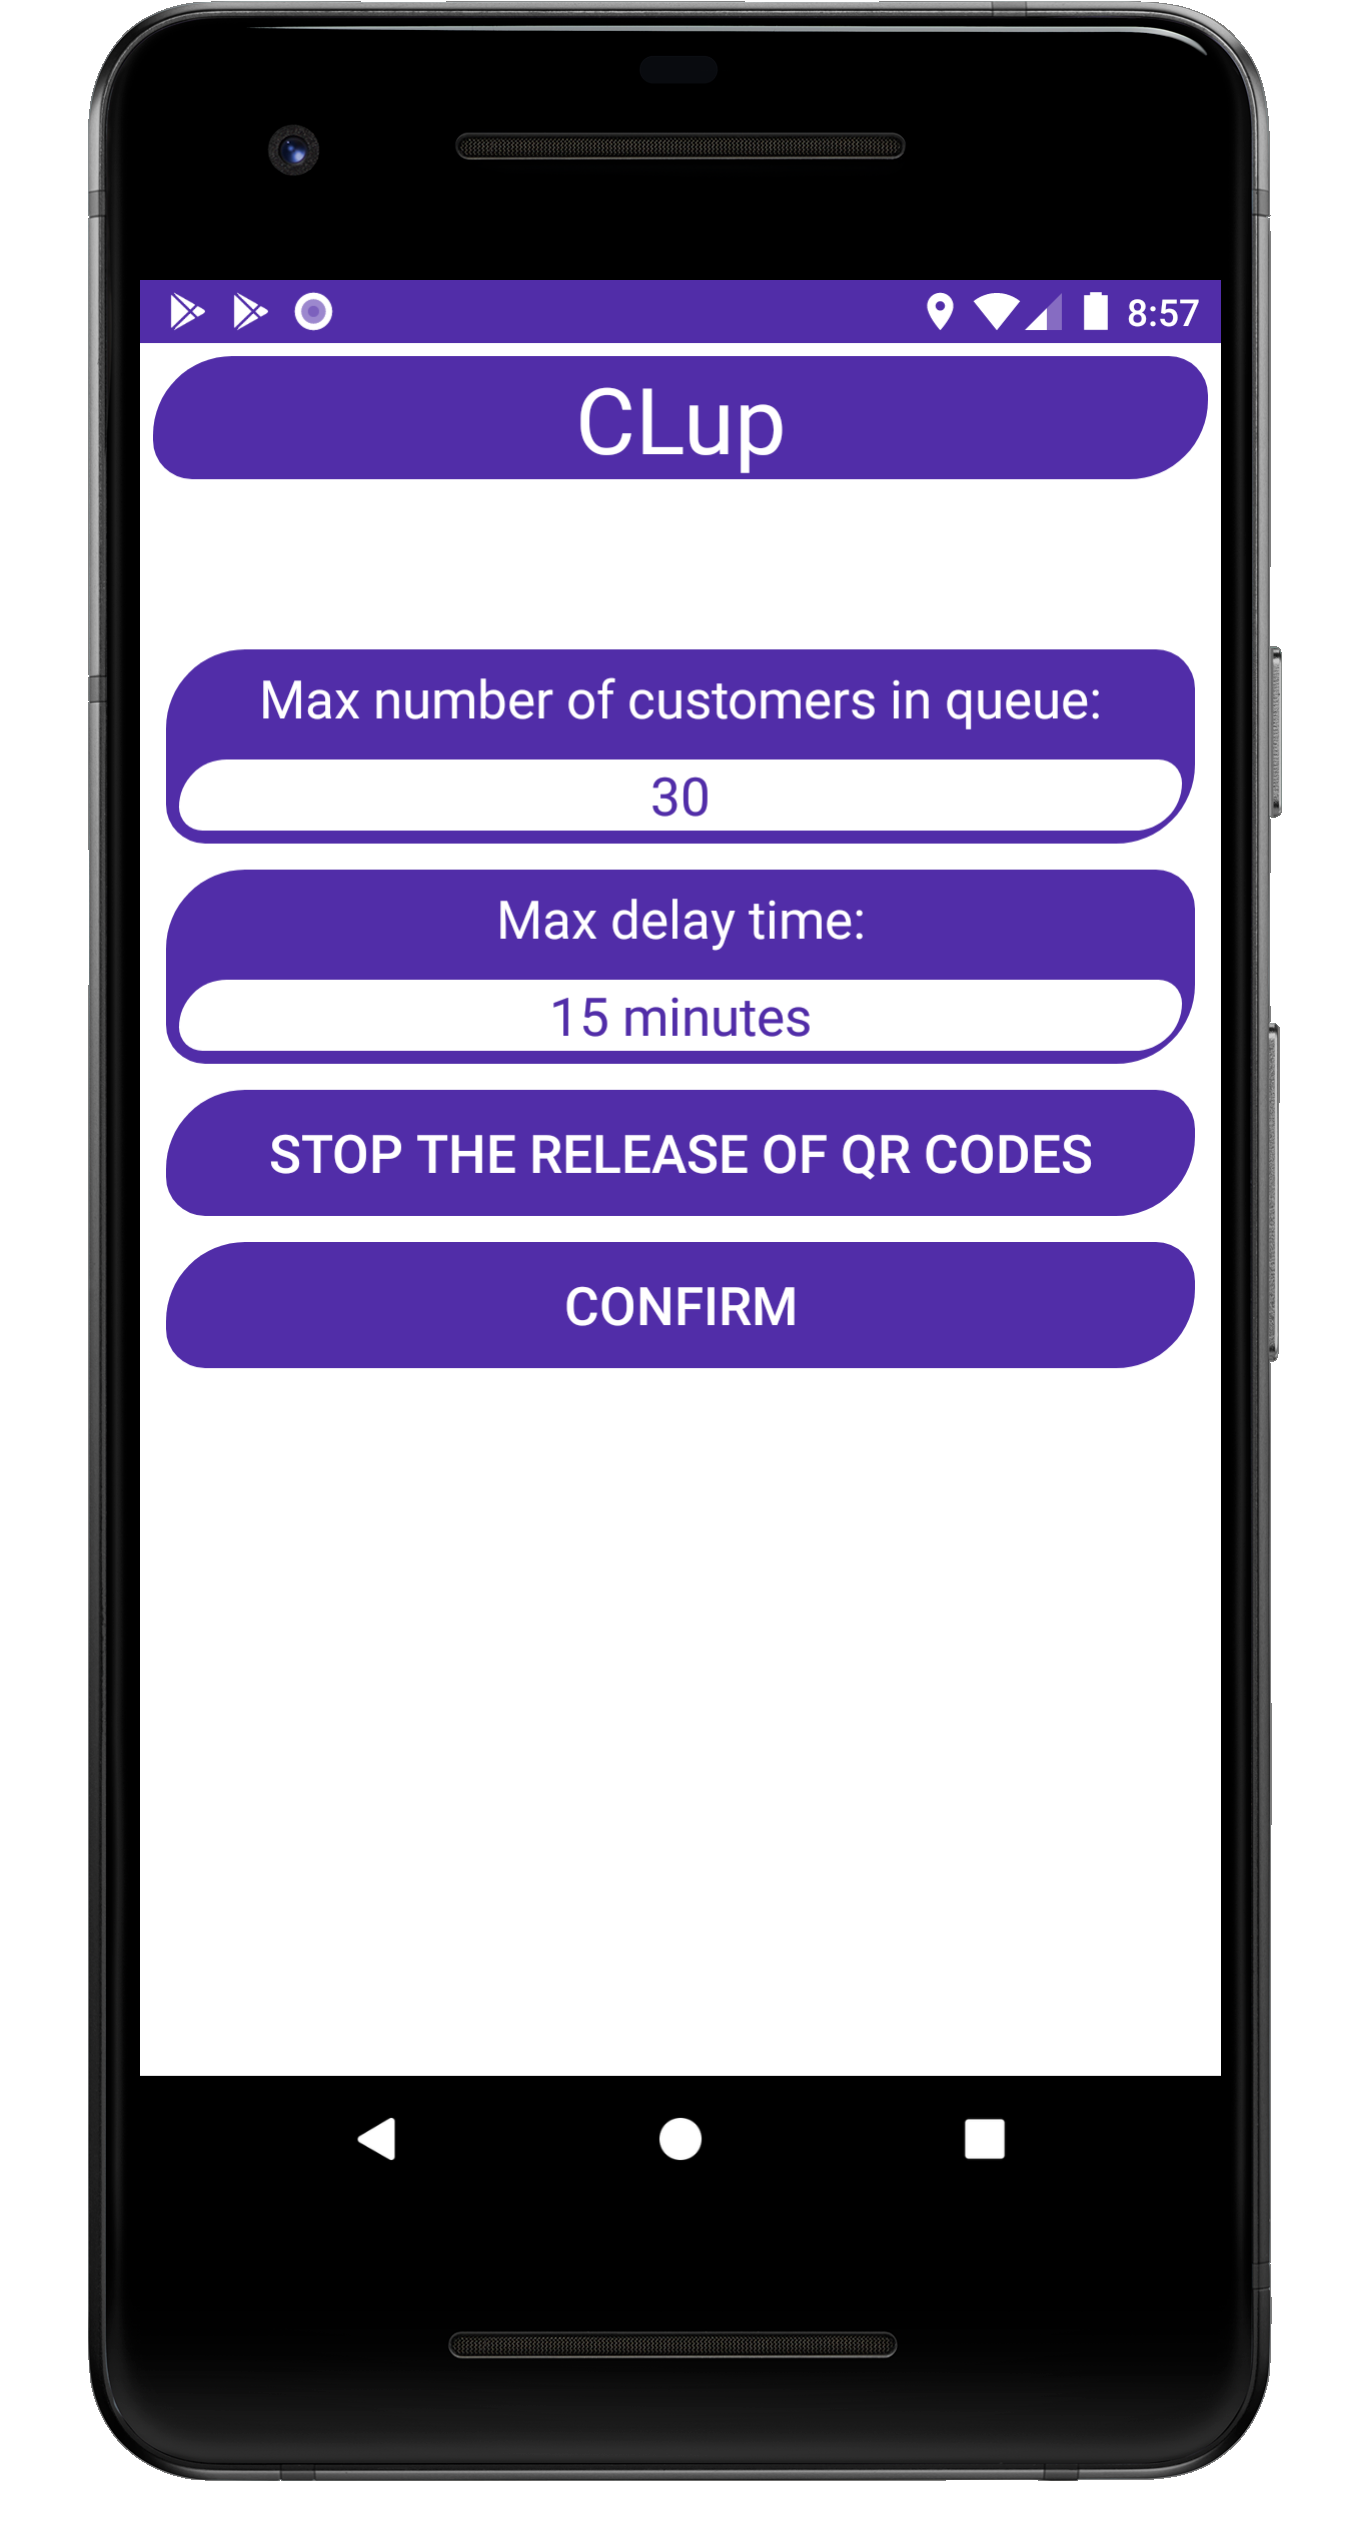 8:57
CLup
Max number of customers in queue:
30
Max delay time:
15 minutes
STOP THE RELEASE OF QR CODES
CONFIRM